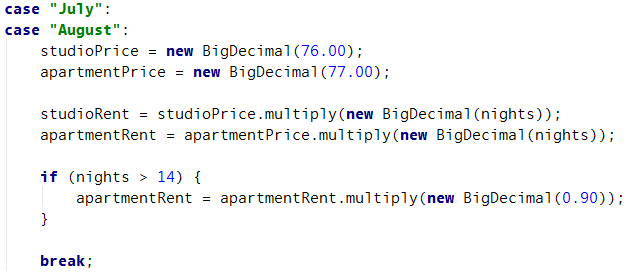 case "July":
case "August":
studioPrice = new BigDecimal(76.00);
apartmentPrice = new BigDecimal(77.00);
studioRent = studioPrice.multiply(new BigDecimal(nights));
apartmentRent = apartmentPrice.multiply(new BigDecimal(nights));
if (nights > 14) {
apartmentRent = apartmentRent.multiply(new BigDecimal(0.90));
}
break;